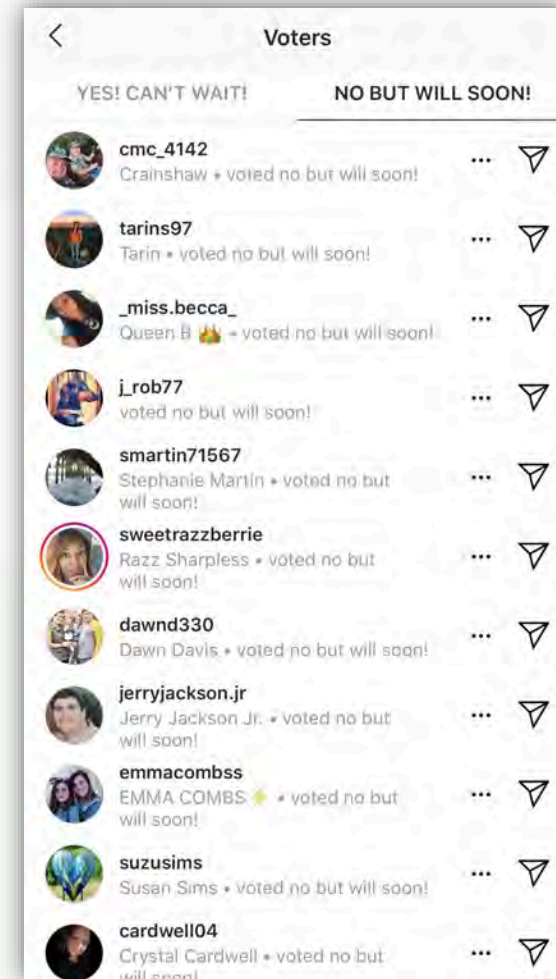 Voters
YES! CAN'T WAIT! NO BUT WILL SOON!
cmc_4142
Crainshaw • voted no but will soon!
tarins97
Tarin • voted no but will soon!
_miss.becca_
Queen B 👑 • voted no but will soon!
j_rob77
voted no but will soon!
smartin71567
Stephanie Martin • voted no but
will soon!
sweetrazzberrie
Razz Sharpless • voted no but
will soon!
dawnd330
Dawn Davis • voted no but will soon!
jerryjackson.jr
Jerry Jackson Jr. • voted no but
will soon!
emmacombss
EMMA COMBS • voted no but
will soon!
suzusims
Susan Sims • voted no but will soon!
cardwell04
Crystal Cardwell • voted no but
will soon!